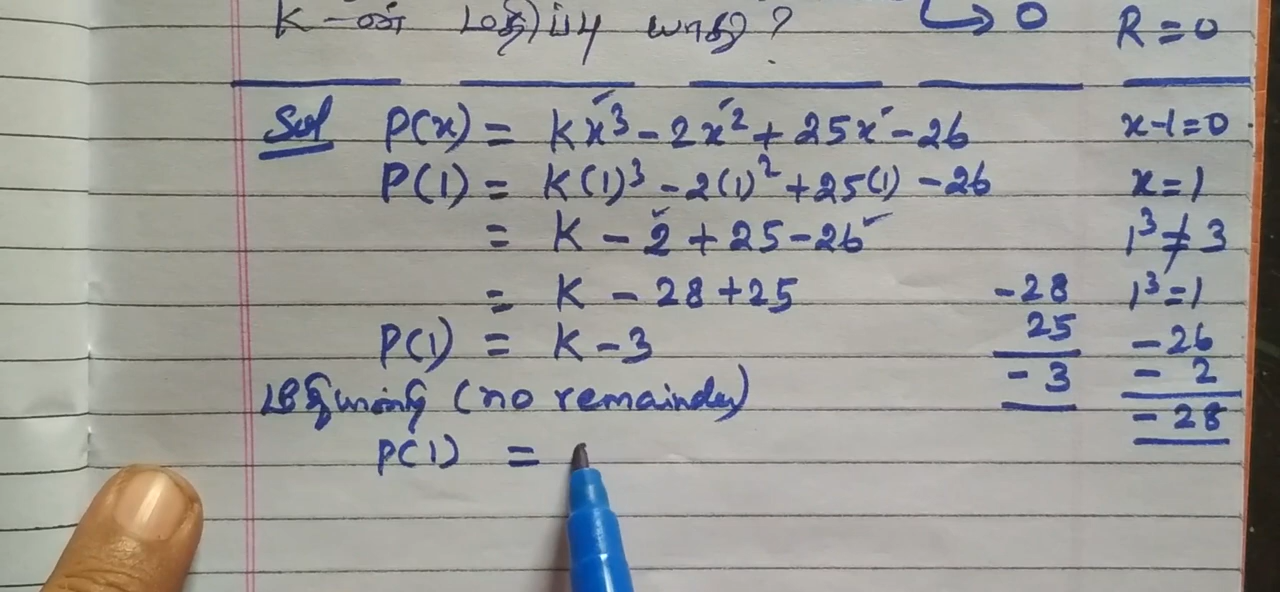 K-ன் மதிப்பு யாது? ↳ 0 R = 0
Sol P(x) = Kx³ - 2x² + 25x - 26 x-1=0
P(1) = K(1)³ - 2(1)² + 25(1) - 26 x=1
= K - 2 + 25 - 26 1³ ≠ 3
= K - 28 + 25 -28 1³=1
P(1) = K - 3 25 - 26
(no remainder) - 3 - 2
P(1) = - 28